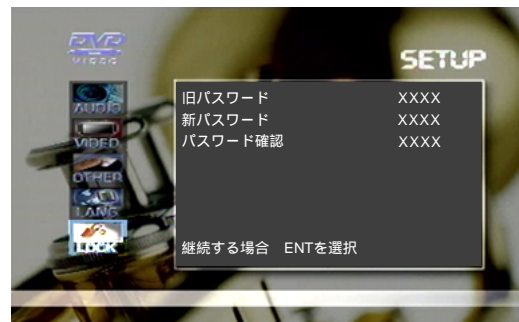 DVD
VIDEO
SETUP
AUDIO
VIDEO
OTHER
LANG
LOCK
旧パスワード XXXX
新パスワード XXXX
パスワード確認 XXXX
継続する場合 ENTを選択